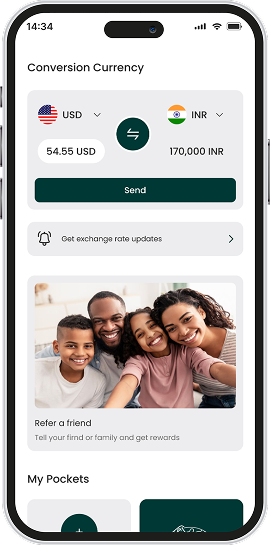 14:34
Conversion Currency
USD
INR
54.55 USD
170,000 INR
Send
Get exchange rate updates
Refer a friend
Tell your firnd or family and get rewards
My Pockets